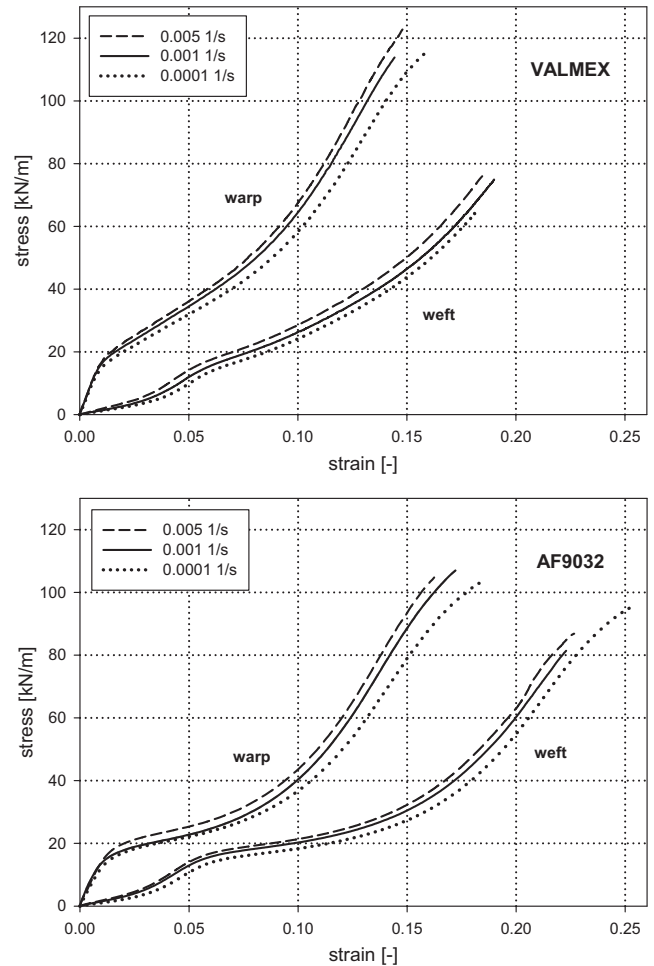 120
100
80
60
40
20
0
stress [kN/m]
0.005 1/s
0.001 1/s
0.0001 1/s
VALMEX
warp
weft
0.00 0.05 0.10 0.15 0.20 0.25
strain [-]
120
100
80
60
40
20
0
stress [kN/m]
0.005 1/s
0.001 1/s
0.0001 1/s
AF9032
warp
weft
0.00 0.05 0.10 0.15 0.20 0.25
strain [-]